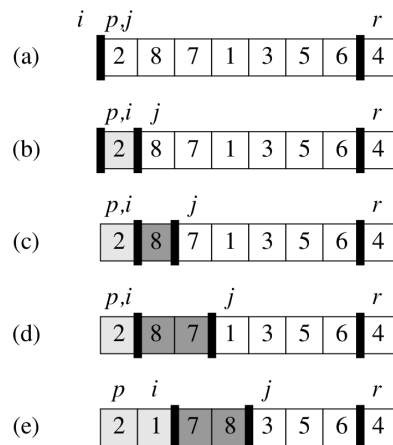 i p,j r
(a) 2 8 7 1 3 5 6 4
p,i j r
(b) 2 8 7 1 3 5 6 4
p,i j r
(c) 2 8 7 1 3 5 6 4
p,i j r
(d) 2 8 7 1 3 5 6 4
p i j r
(e) 2 1 7 8 3 5 6 4